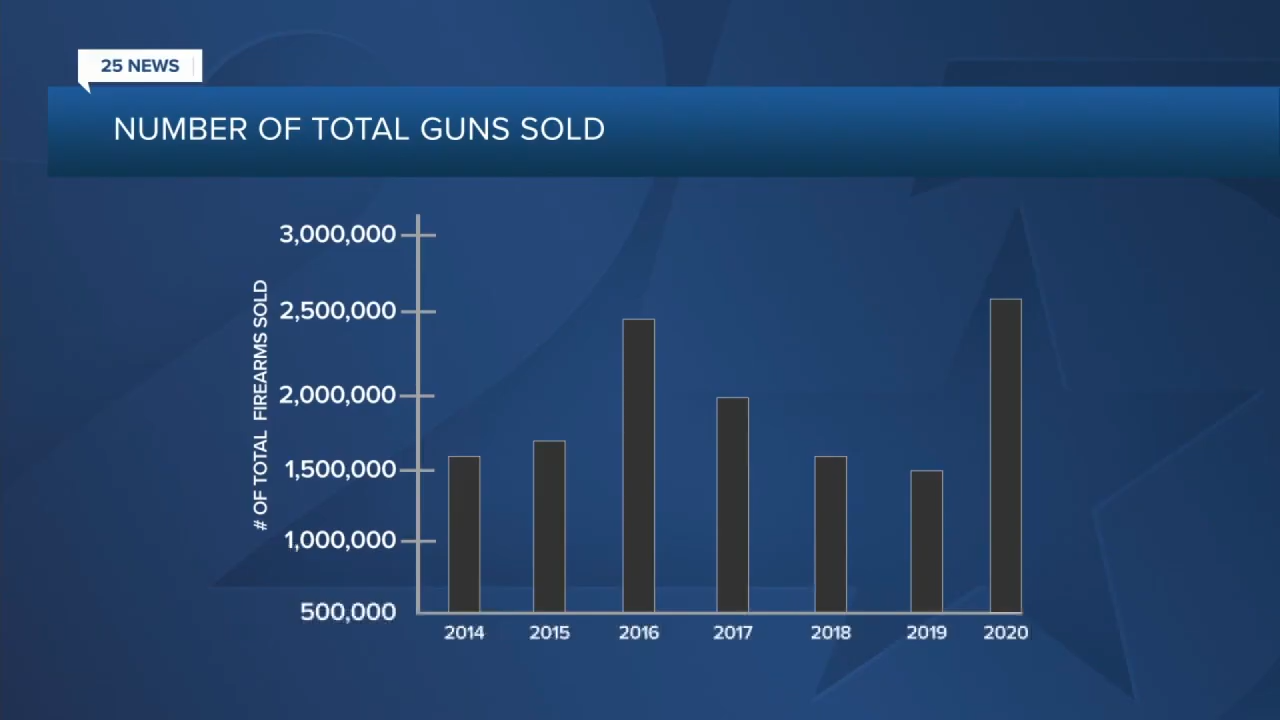 25 NEWS
NUMBER OF TOTAL GUNS SOLD
# OF TOTAL FIREARMS SOLD
3,000,000
2,500,000
2,000,000
1,500,000
1,000,000
500,000
2014 2015 2016 2017 2018 2019 2020